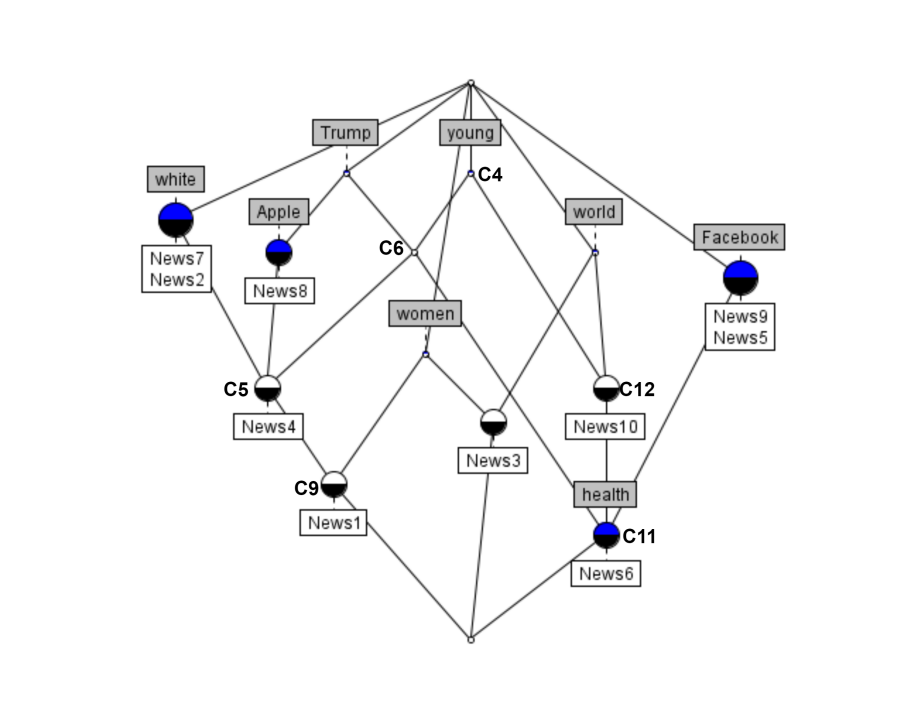 Trump
young
C4
white
Apple
world
Facebook
C6
News7
News2
News8
women
News9
News5
C5
C12
News4
News10
News3
C9
health
News1
C11
News6